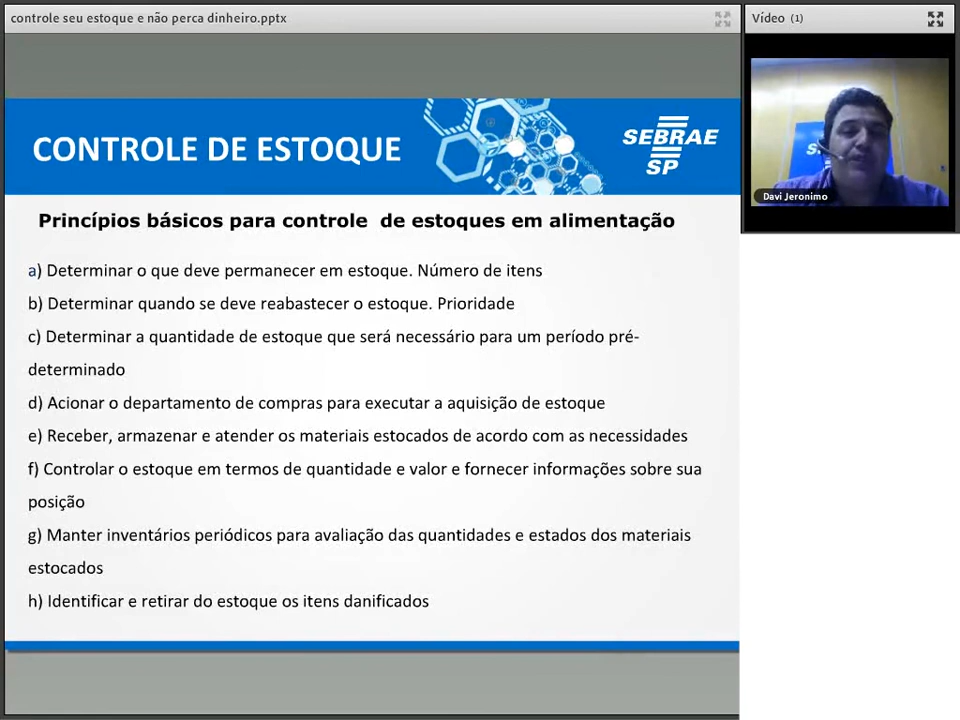 controle seu estoque e não perca dinheiro.pptx
Vídeo (1)
CONTROLE DE ESTOQUE
SEBRAE
SP
Davi Jeronimo
Princípios básicos para controle de estoques em alimentação
a) Determinar o que deve permanecer em estoque. Número de itens
b) Determinar quando se deve reabastecer o estoque. Prioridade
c) Determinar a quantidade de estoque que será necessário para um período pré-
determinado
d) Acionar o departamento de compras para executar a aquisição de estoque
e) Receber, armazenar e atender os materiais estocados de acordo com as necessidades
f) Controlar o estoque em termos de quantidade e valor e fornecer informações sobre sua
posição
g) Manter inventários periódicos para avaliação das quantidades e estados dos materiais
estocados
h) Identificar e retirar do estoque os itens danificados